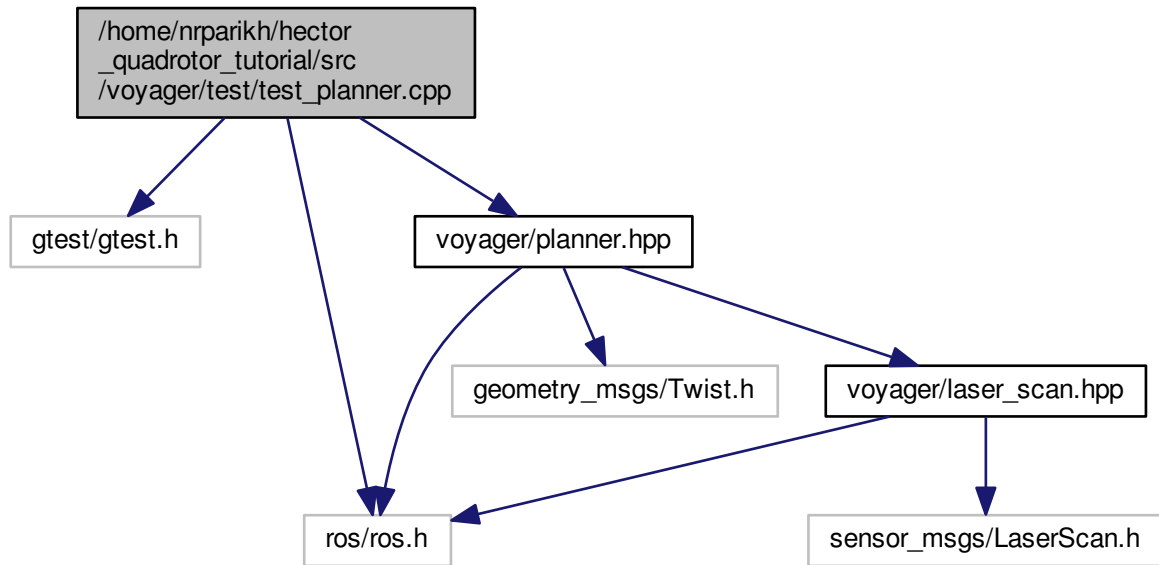 /home/nrparikh/hector
_quadrotor_tutorial/src
/voyager/test/test_planner.cpp
gtest/gtest.h
voyager/planner.hpp
geometry_msgs/Twist.h
voyager/laser_scan.hpp
ros/ros.h
sensor_msgs/LaserScan.h